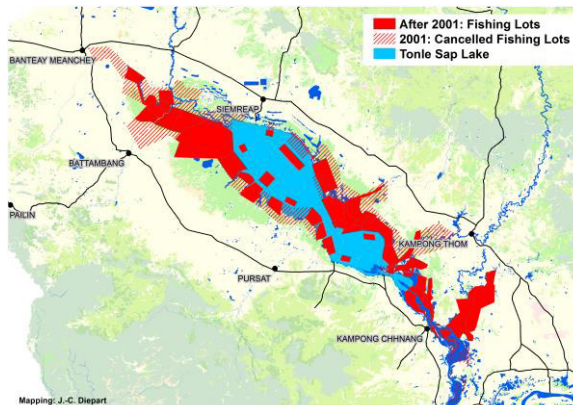 After 2001: Fishing Lots
2001: Cancelled Fishing Lots
Tonle Sap Lake
BANTEAY MEANCHEY
SIEMREAP
BATTAMBANG
PAILIN
KAMPONG THOM
PURSAT
KAMPONG CHHNANG
Mapping: J.-C. Diepart